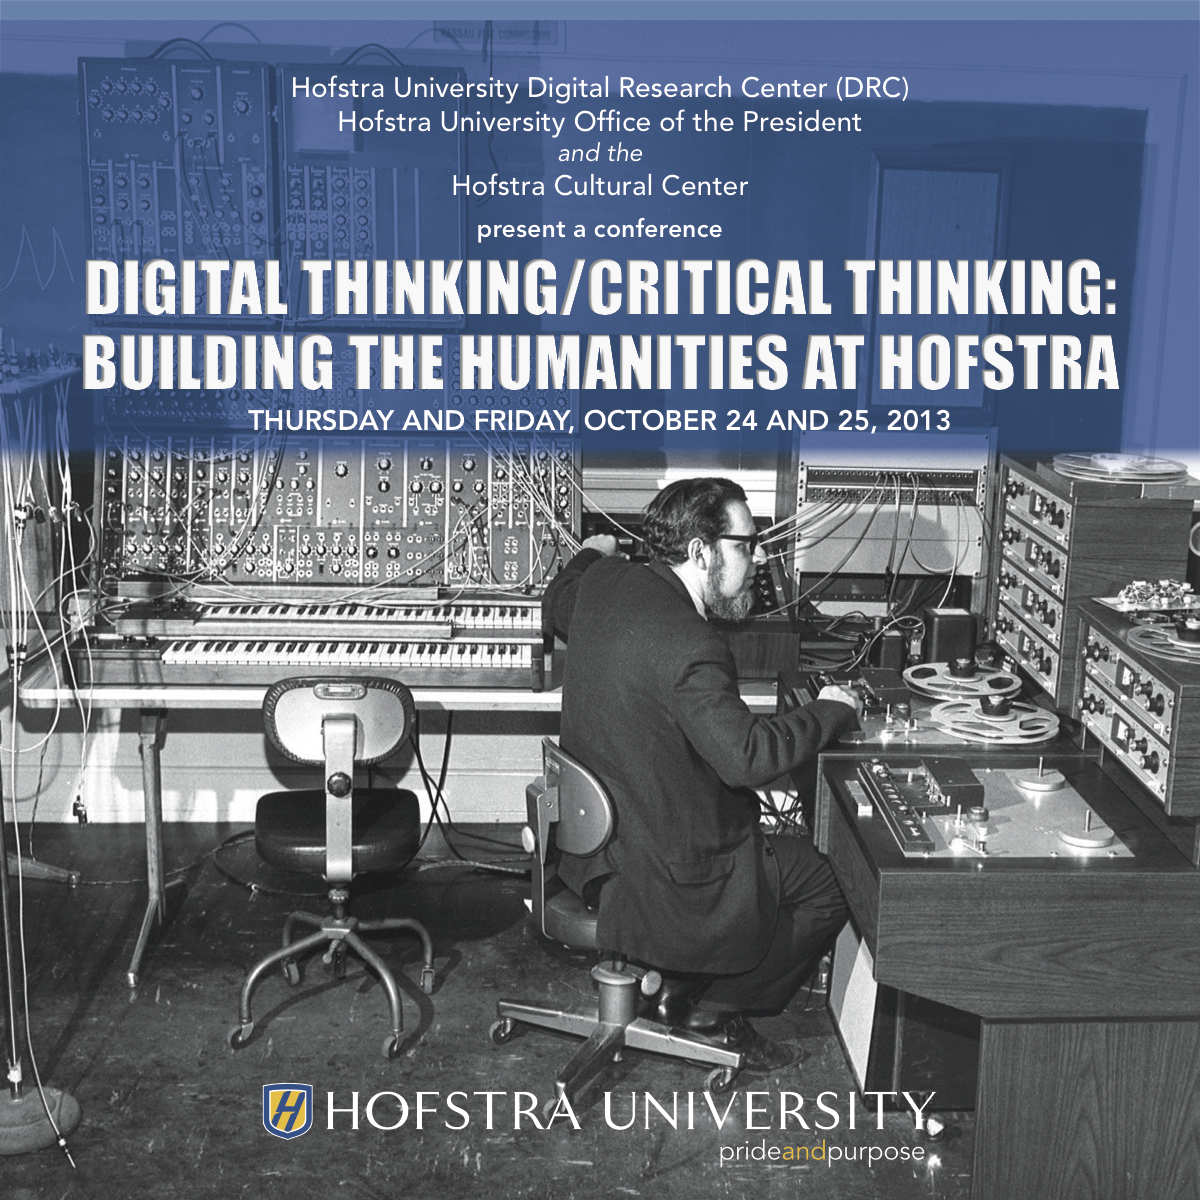 Hofstra University Digital Research Center (DRC)
Hofstra University Office of the President
and the
Hofstra Cultural Center
present a conference
DIGITAL THINKING/CRITICAL THINKING:
BUILDING THE HUMANITIES AT HOFSTRA
THURSDAY AND FRIDAY, OCTOBER 24 AND 25, 2013
H HOFSTRA UNIVERSITY
prideandpurpose